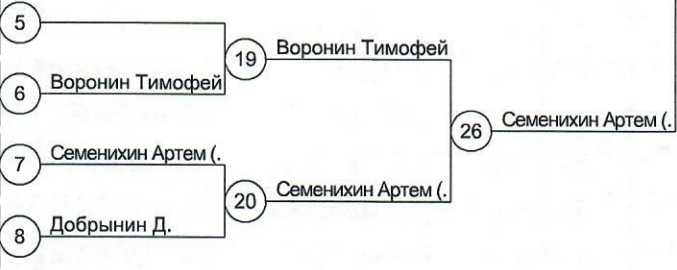 5
19
Воронин Тимофей
6
Воронин Тимофей
26
Семенихин Артем (.
7
Семенихин Артем (.
20
Семенихин Артем (.
8
Добрынин Д.